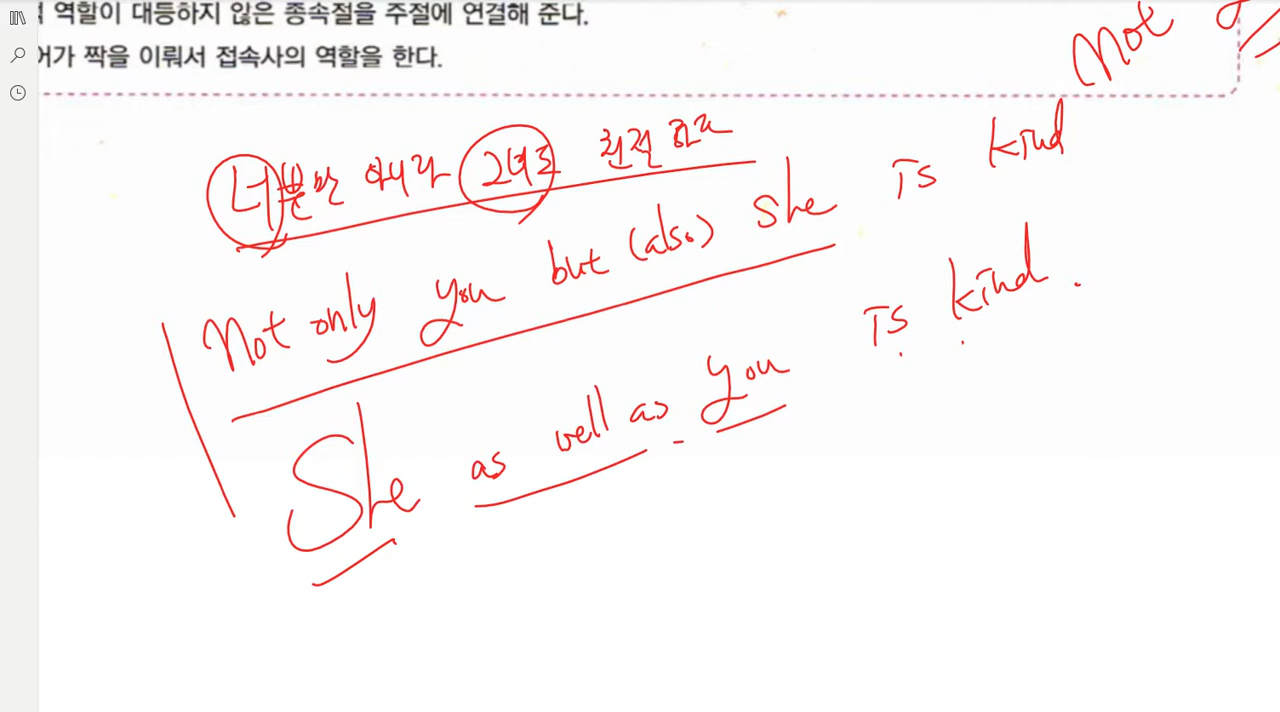 역할이 대등하지 않은 종속절을 주절에 연결해 준다.
어가 짝을 이뤄서 접속사의 역할을 한다.
Not
너뿐만 아니라 그녀도 친절하고
Not only you but (also) She is kind
She as well as you is kind.